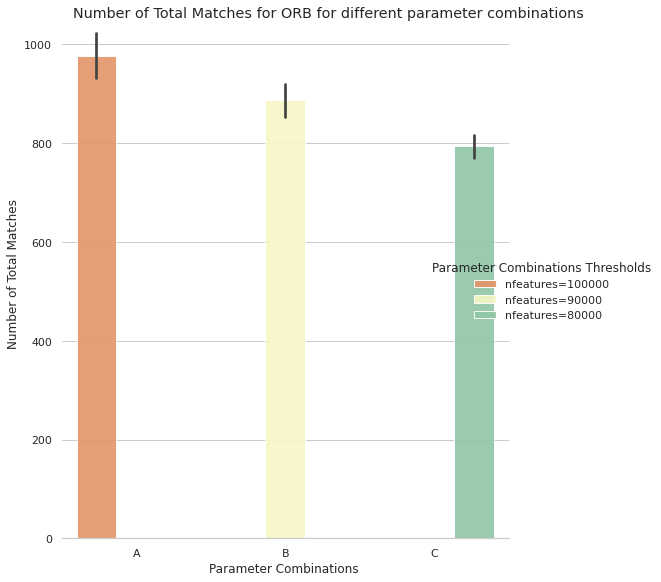 Number of Total Matches for ORB for different parameter combinations
1000
800
600
400
200
0
Number of Total Matches
A
B
C
Parameter Combinations
Parameter Combinations Thresholds
nfeatures=100000
nfeatures=90000
nfeatures=80000